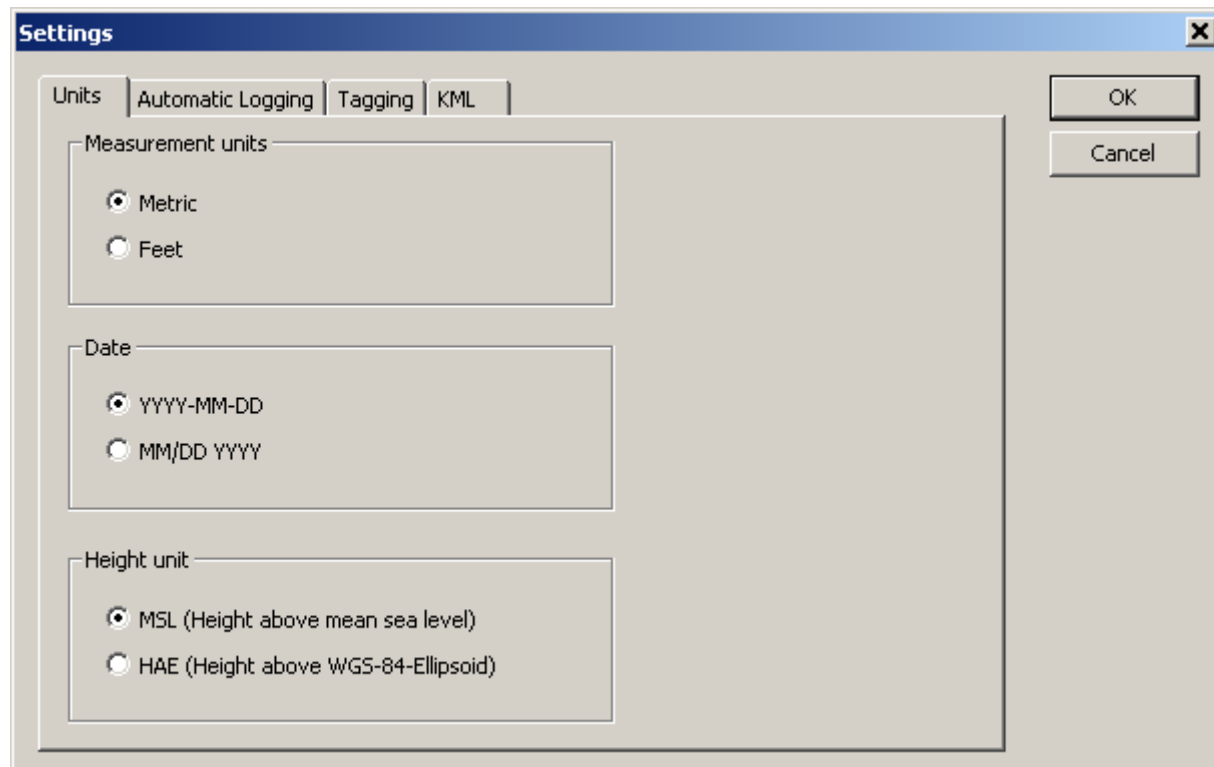 Settings
Units Automatic Logging Tagging KML
OK
Cancel
Measurement units
Metric
Feet
Date
YYYY-MM-DD
MM/DD YYYY
Height unit
MSL (Height above mean sea level)
HAE (Height above WGS-84-Ellipsoid)